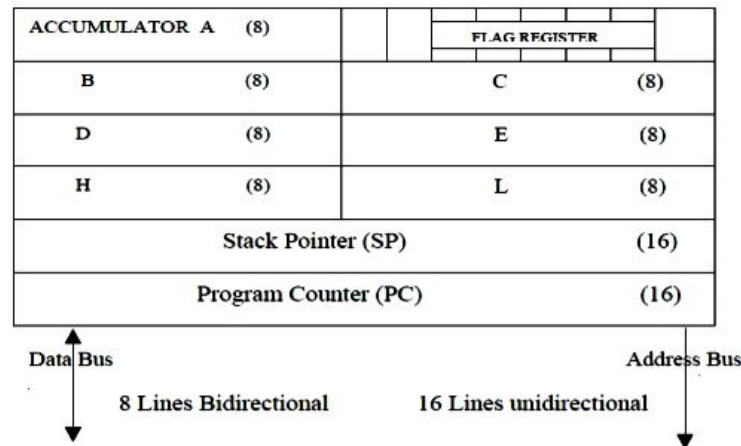 ACCUMULATOR A (8) FLAG REGISTER
B (8) C (8)
D (8) E (8)
H (8) L (8)
Stack Pointer (SP) (16)
Program Counter (PC) (16)
Data Bus Address Bus
8 Lines Bidirectional 16 Lines unidirectional